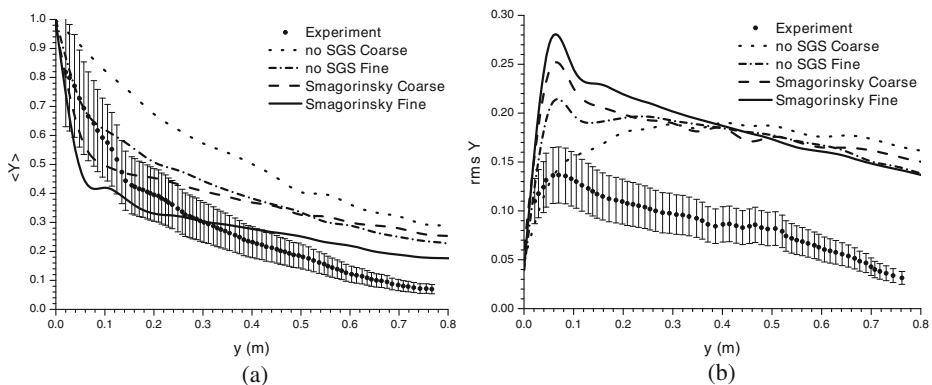 1.0
0.9
0.8
0.7
0.6
0.5
0.4
0.3
0.2
0.1
0.0
<Y>
Experiment
no SGS Coarse
no SGS Fine
Smagorinsky Coarse
Smagorinsky Fine
0.0 0.1 0.2 0.3 0.4 0.5 0.6 0.7 0.8
y (m)
(a)
0.30
0.25
0.20
0.15
0.10
0.05
0.00
rms Y
Experiment
no SGS Coarse
no SGS Fine
Smagorinsky Coarse
Smagorinsky Fine
0.0 0.1 0.2 0.3 0.4 0.5 0.6 0.7 0.8
y (m)
(b)